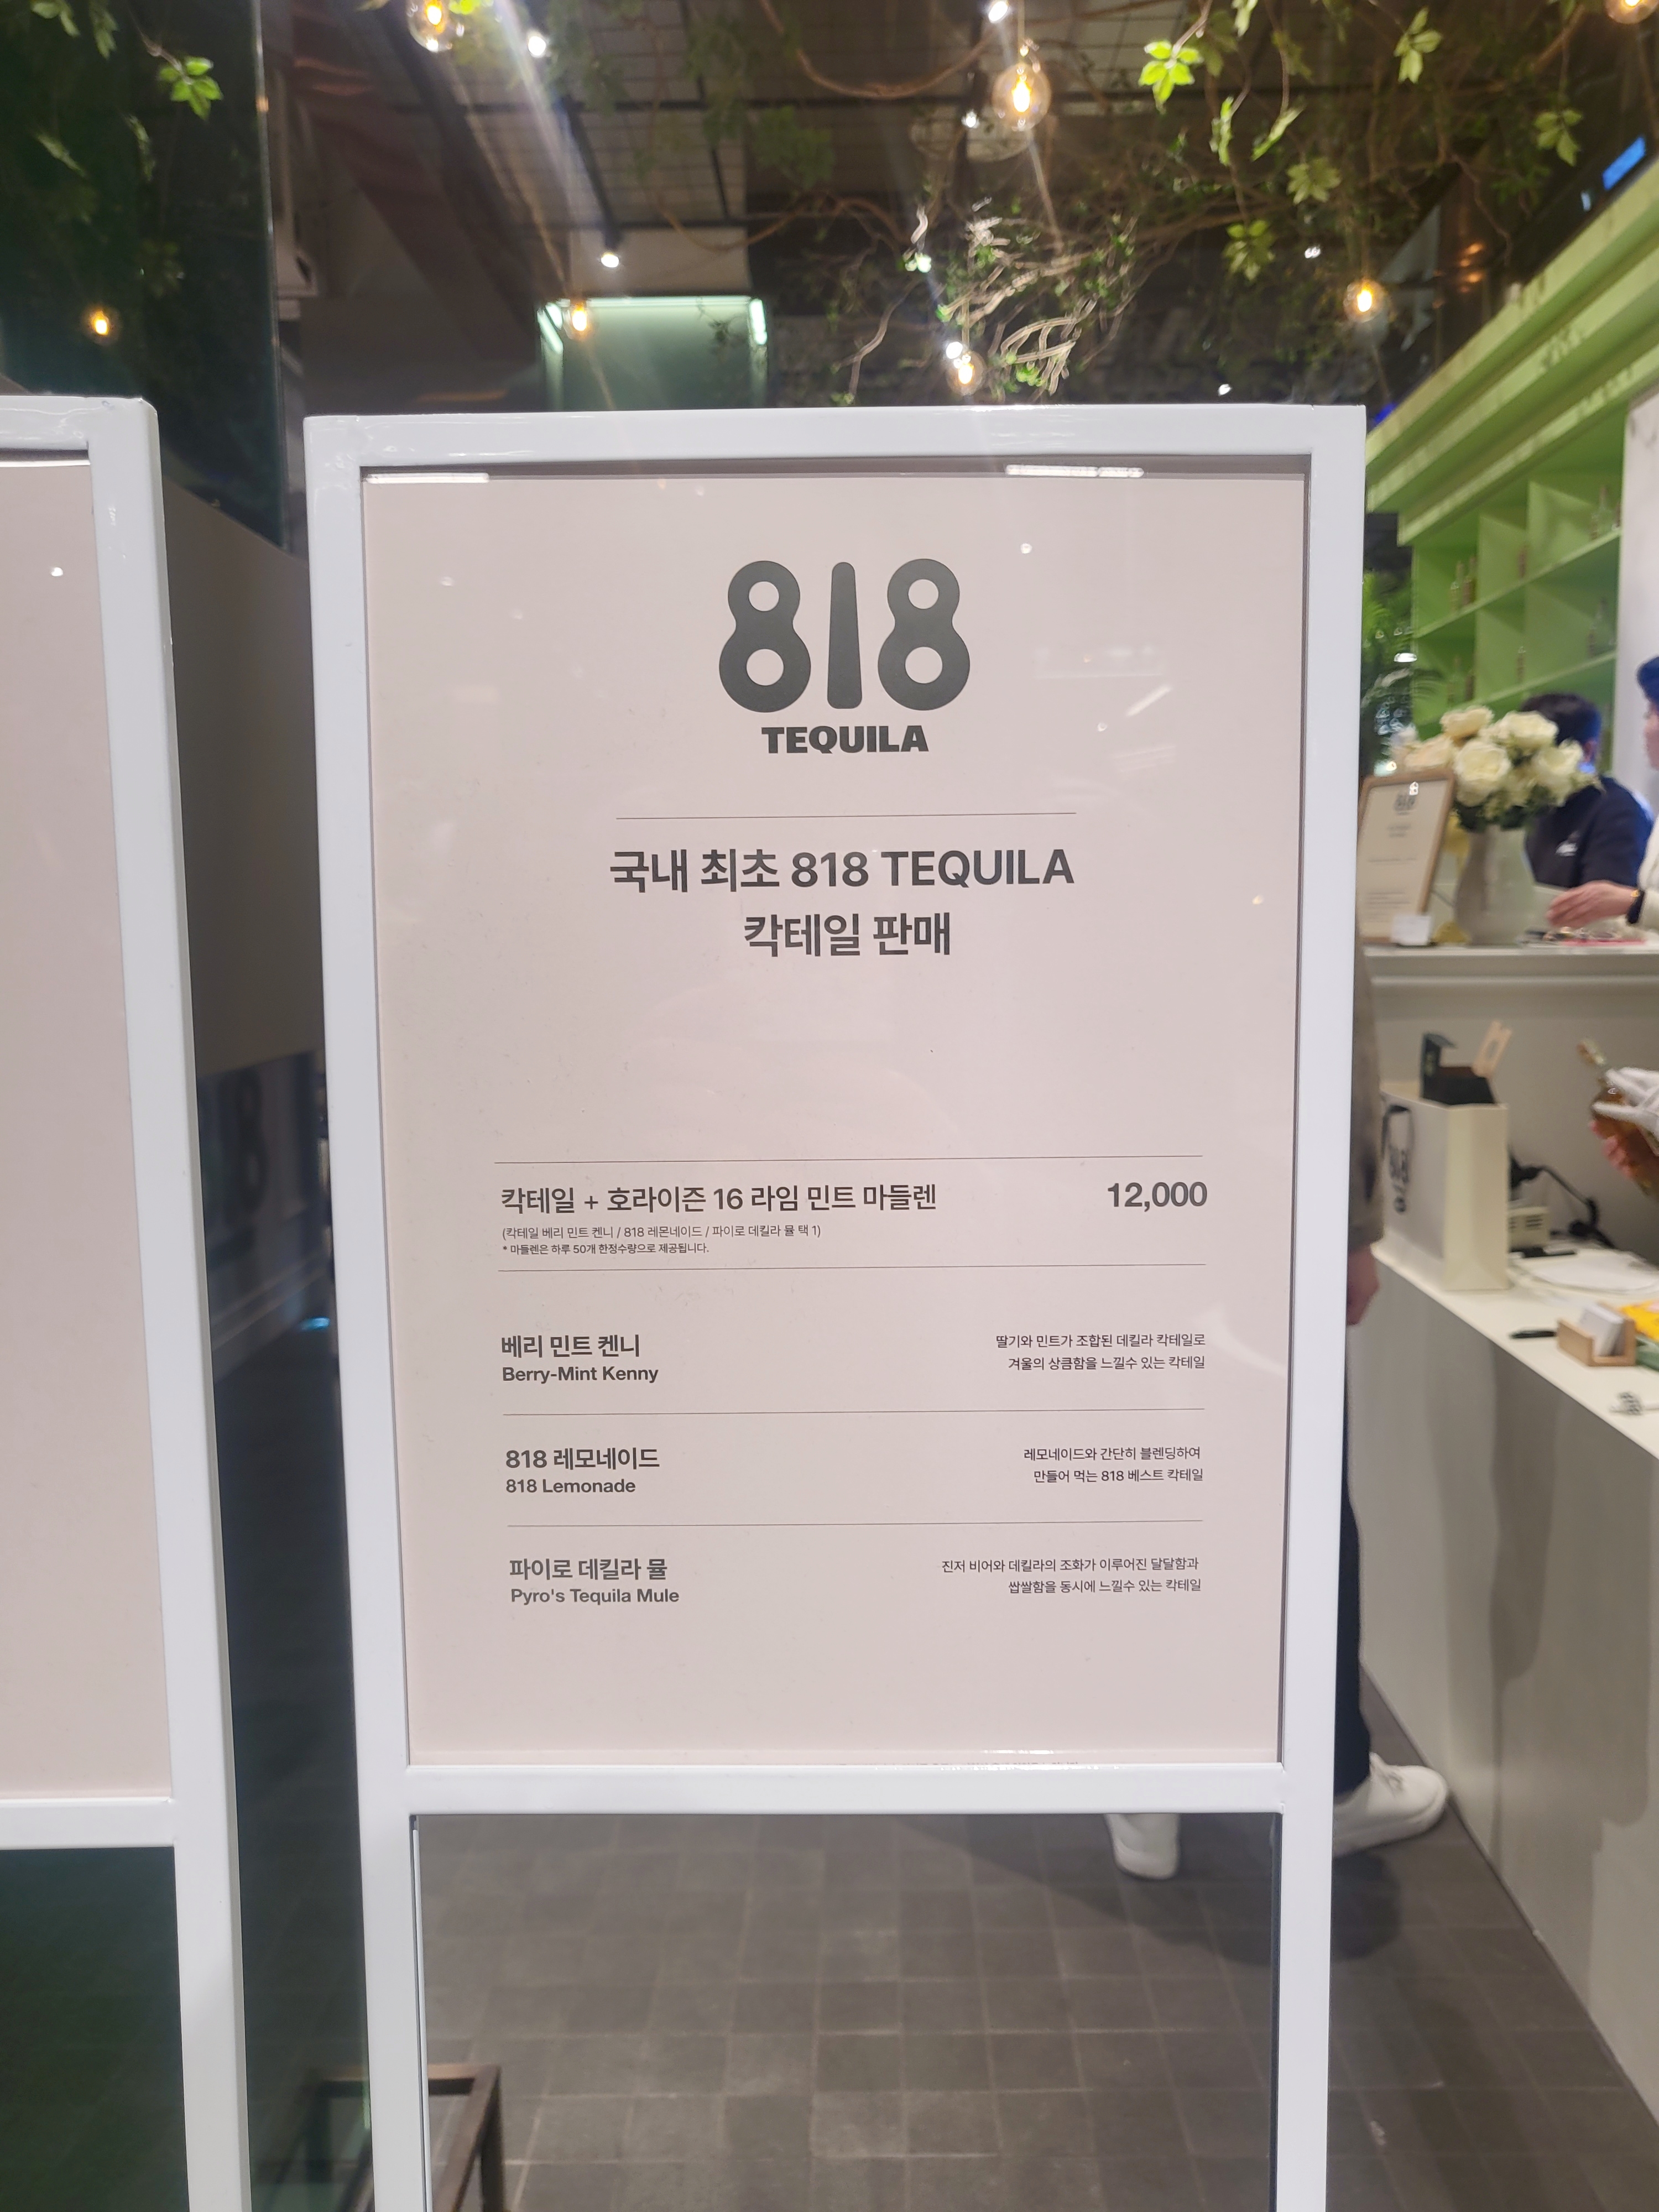 818
TEQUILA
국내 최초 818 TEQUILA
칵테일 판매
칵테일 + 호라이즌 16 라임 민트 마들렌 12,000
(칵테일 베리 민트 켄니 / 818 레몬네이드 / 파이로 데킬라 뮬 택 1)
* 마들렌은 하루 50개 한정수량으로 제공됩니다.
베리 민트 켄니
Berry-Mint Kenny
딸기와 민트가 조합된 데킬라 칵테일로
겨울의 상큼함을 느낄수 있는 칵테일
818 레모네이드
818 Lemonade
레모네이드와 간단히 블렌딩하여
만들어 먹는 818 베스트 칵테일
파이로 데킬라 뮬
Pyro's Tequila Mule
진저 비어와 데킬라의 조화가 이루어진 달달함과
쌉쌀함을 동시에 느낄수 있는 칵테일
818
818